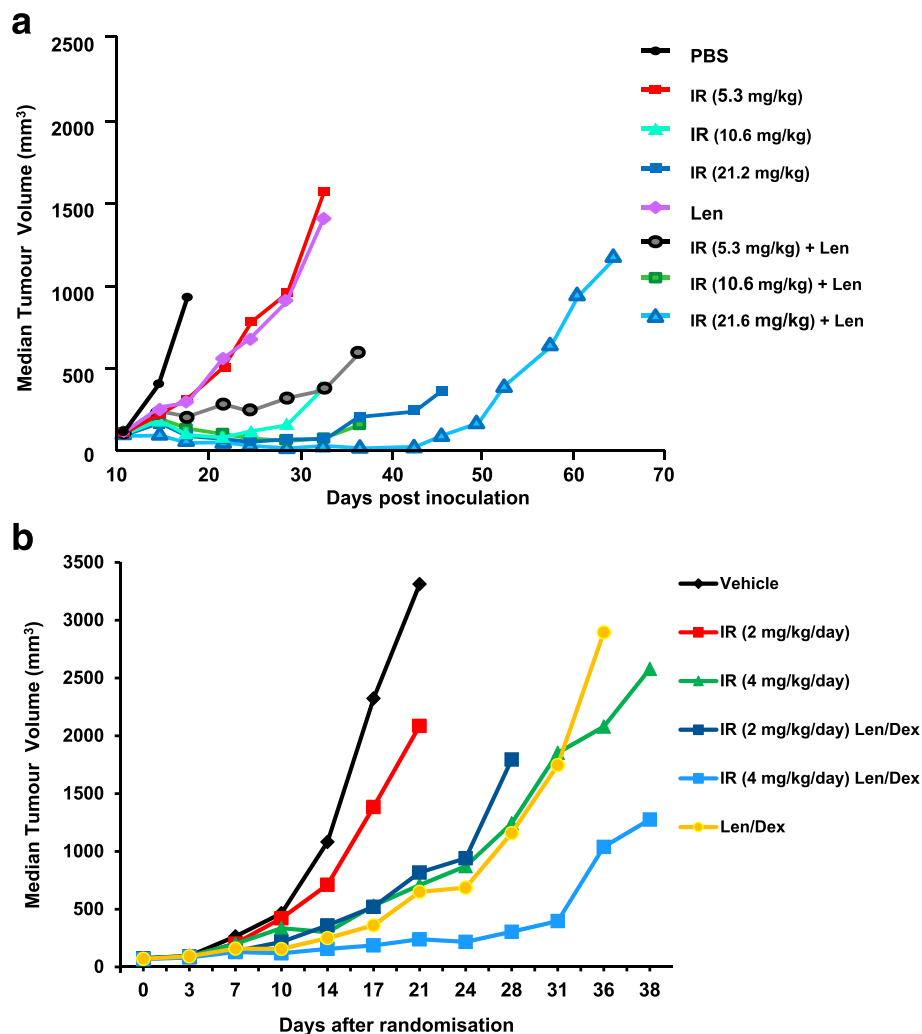 a
Median Tumour Volume (mm³)
2500
2000
1500
1000
500
0
10
20
30
40
50
60
70
Days post inoculation
PBS
IR (5.3 mg/kg)
IR (10.6 mg/kg)
IR (21.2 mg/kg)
Len
IR (5.3 mg/kg) + Len
IR (10.6 mg/kg) + Len
IR (21.6 mg/kg) + Len
b
Median Tumour Volume (mm³)
3500
3000
2500
2000
1500
1000
500
0
0
3
7
10
14
17
21
24
28
31
36
38
Days after randomisation
Vehicle
IR (2 mg/kg/day)
IR (4 mg/kg/day)
IR (2 mg/kg/day) Len/Dex
IR (4 mg/kg/day) Len/Dex
Len/Dex